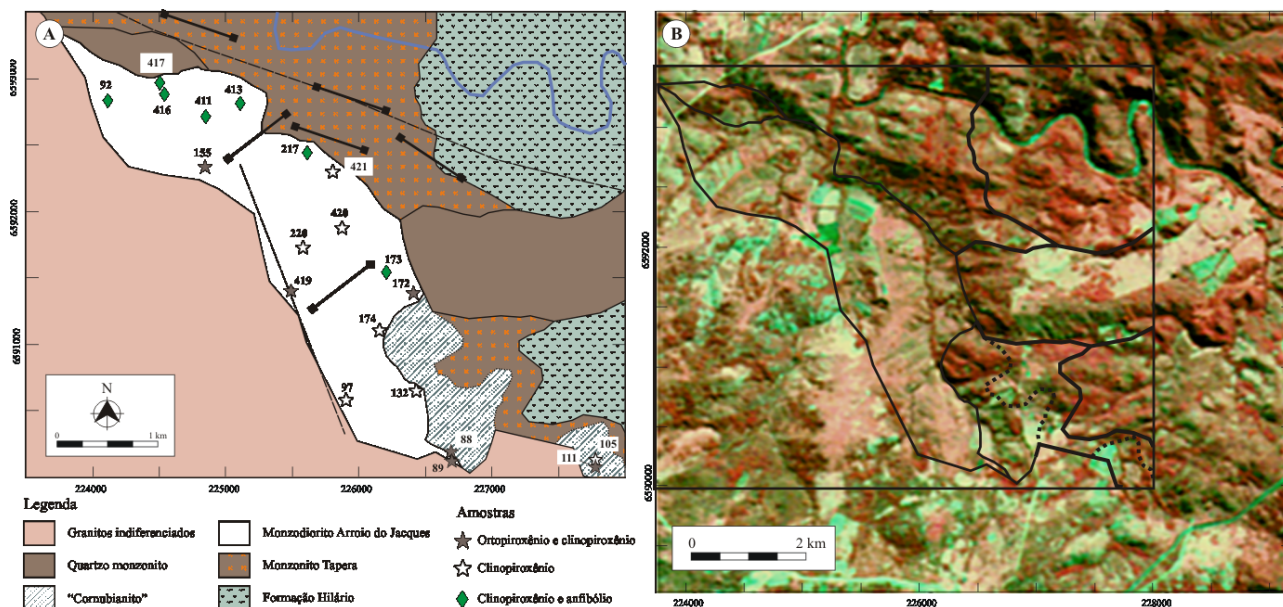 A
417
92
416
411
413
217
155
421
420
220
173
419
172
174
97
132
88
89
105
111
6593000
6592000
6591000
N
0 1 km
224000 225000 226000 227000
Legenda
Granitos indiferenciados
Quartzo monzonito
"Cornubianito"
Monzodiorito Arroio do Jacques
Monzonito Tapera
Formação Hilário
Amostras
Ortopiroxênio e clinopiroxênio
Clinopiroxênio
Clinopiroxênio e anfibólio
B
6592000
6590000
0 2 km
224000 226000 228000